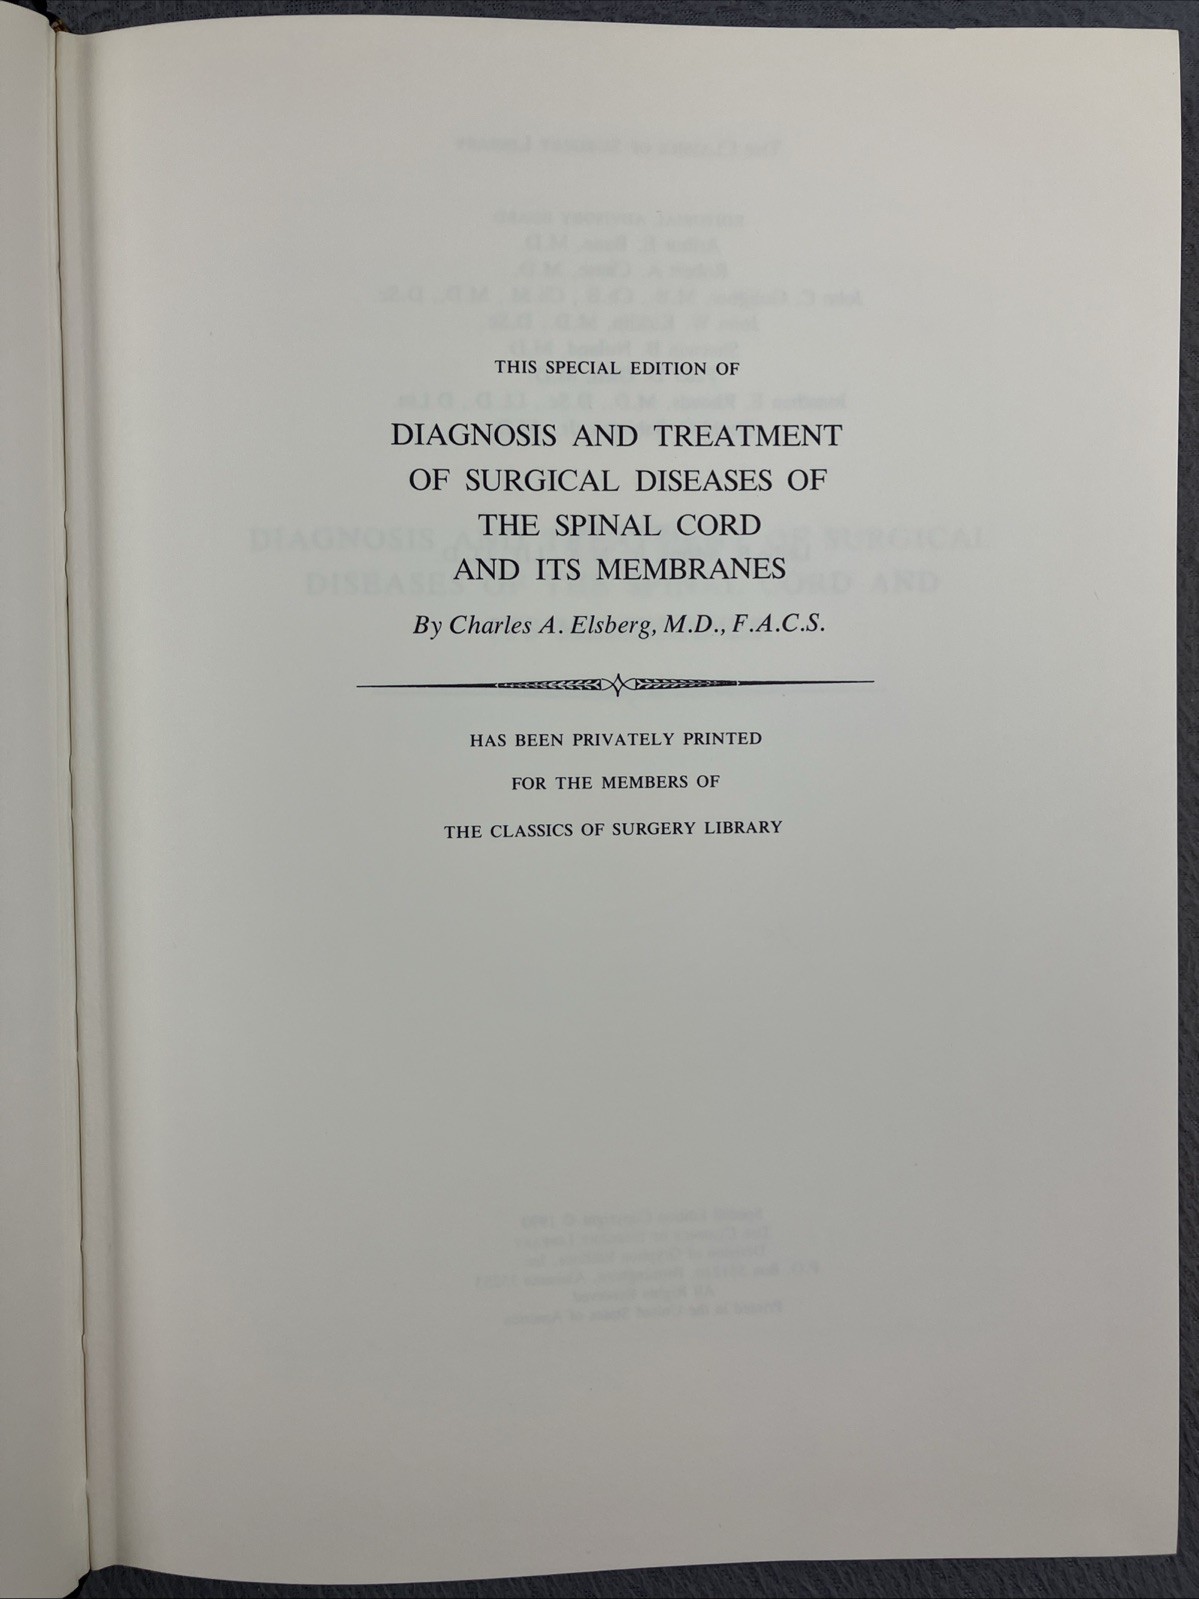 THIS SPECIAL EDITION OF
DIAGNOSIS AND TREATMENT
OF SURGICAL DISEASES OF
THE SPINAL CORD
AND ITS MEMBRANES
By Charles A. Elsberg, M.D., F.A.C.S.
HAS BEEN PRIVATELY PRINTED
FOR THE MEMBERS OF
THE CLASSICS OF SURGERY LIBRARY